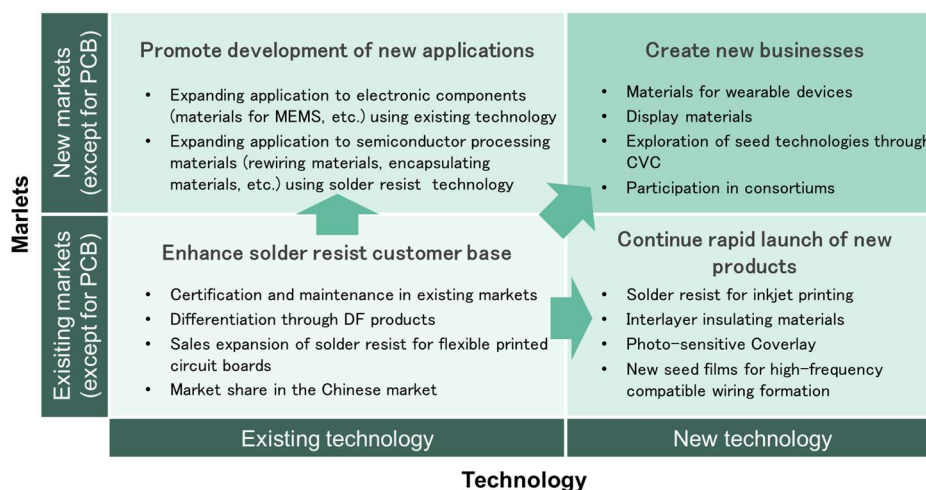 Marlets
New markets
(except for PCB)
Promote development of new applications
• Expanding application to electronic components
(materials for MEMS, etc.) using existing technology
• Expanding application to semiconductor processing
materials (rewiring materials, encapsulating
materials, etc.) using solder resist technology
Create new businesses
• Materials for wearable devices
• Display materials
• Exploration of seed technologies through
CVC
• Participation in consortiums
Exisiting markets
(except for PCB)
Enhance solder resist customer base
• Certification and maintenance in existing markets
• Differentiation through DF products
• Sales expansion of solder resist for flexible printed
circuit boards
• Market share in the Chinese market
Continue rapid launch of new
products
• Solder resist for inkjet printing
• Interlayer insulating materials
• Photo-sensitive Coverlay
• New seed films for high-frequency
compatible wiring formation
Existing technology
New technology
Technology